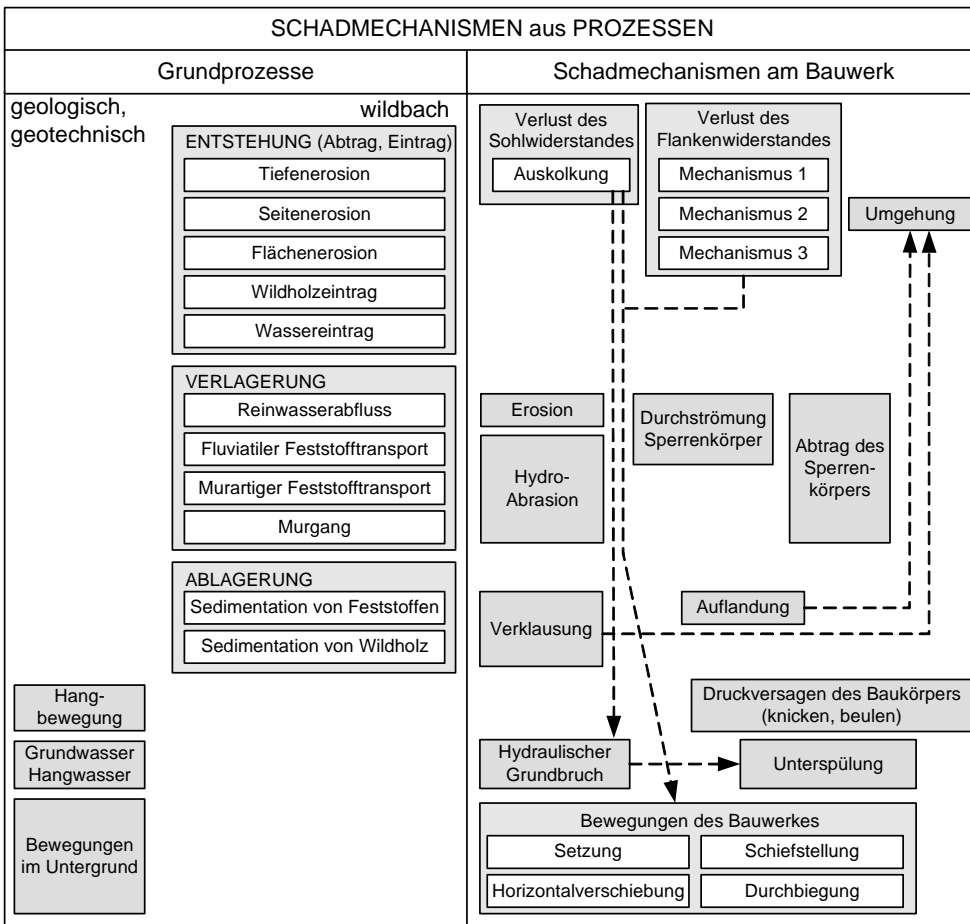 SCHADMECHANISMEN aus PROZESSEN
Grundprozesse
Schadmechanismen am Bauwerk
geologisch,
geotechnisch
wildbach
ENTSTEHUNG (Abtrag, Eintrag)
Tiefenerosion
Seitenerosion
Flächenerosion
Wildholzeintrag
Wassereintrag
VERLAGERUNG
Reinwasserabfluss
Fluviatiler Feststofftransport
Murartiger Feststofftransport
Murgang
ABLAGERUNG
Sedimentation von Feststoffen
Sedimentation von Wildholz
Hang-
bewegung
Grundwasser
Hangwasser
Bewegungen
im Untergrund
Verlust des
Sohlwiderstandes
Auskolkung
Verlust des
Flankenwiderstandes
Mechanismus 1
Mechanismus 2
Mechanismus 3
Umgehung
Erosion
Durchströmung
Sperrenkörper
Abtrag des
Sperren-
körpers
Hydro-
Abrasion
Auflandung
Verklausung
Druckversagen des Baukörpers
(knicken, beulen)
Hydraulischer
Grundbruch
Unterspülung
Bewegungen des Bauwerkes
Setzung
Schiefstellung
Horizontalverschiebung
Durchbiegung